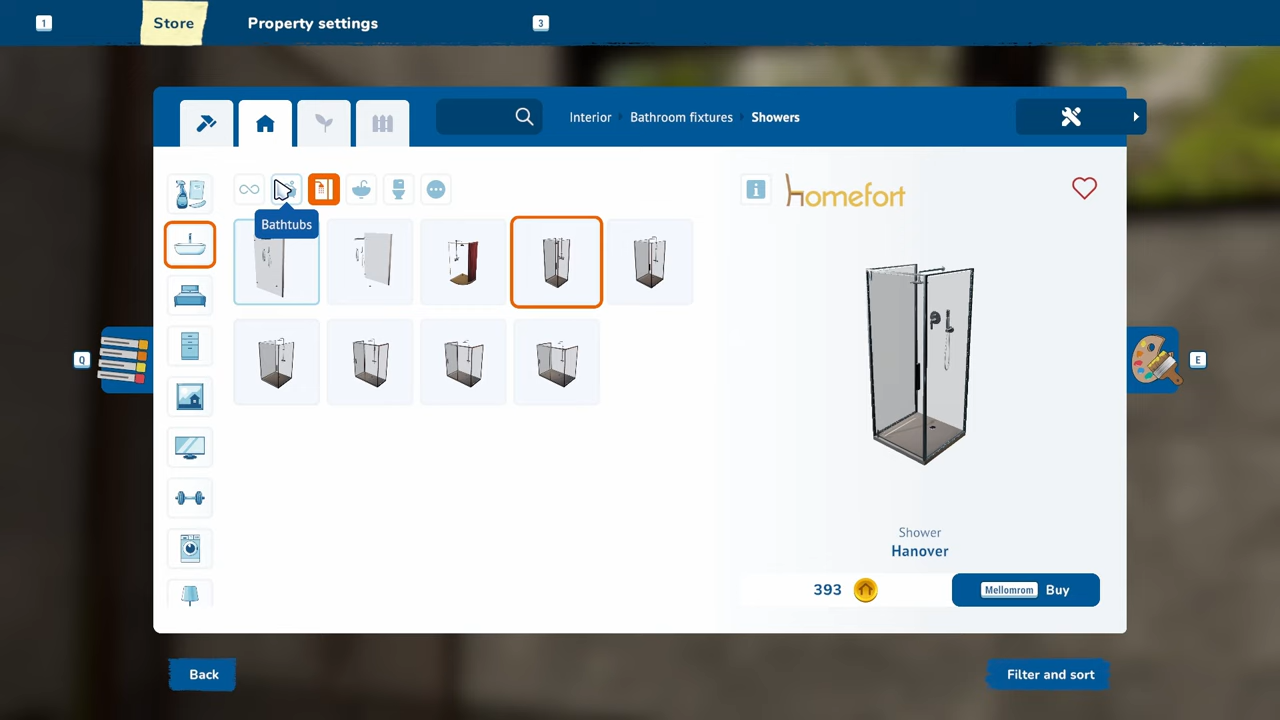 1
Store
Property settings
3
Interior
Bathroom fixtures
Showers
Bathtubs
i
homefort
Q
E
Shower
Hanover
393
Mellomrom
Buy
Back
Filter and sort